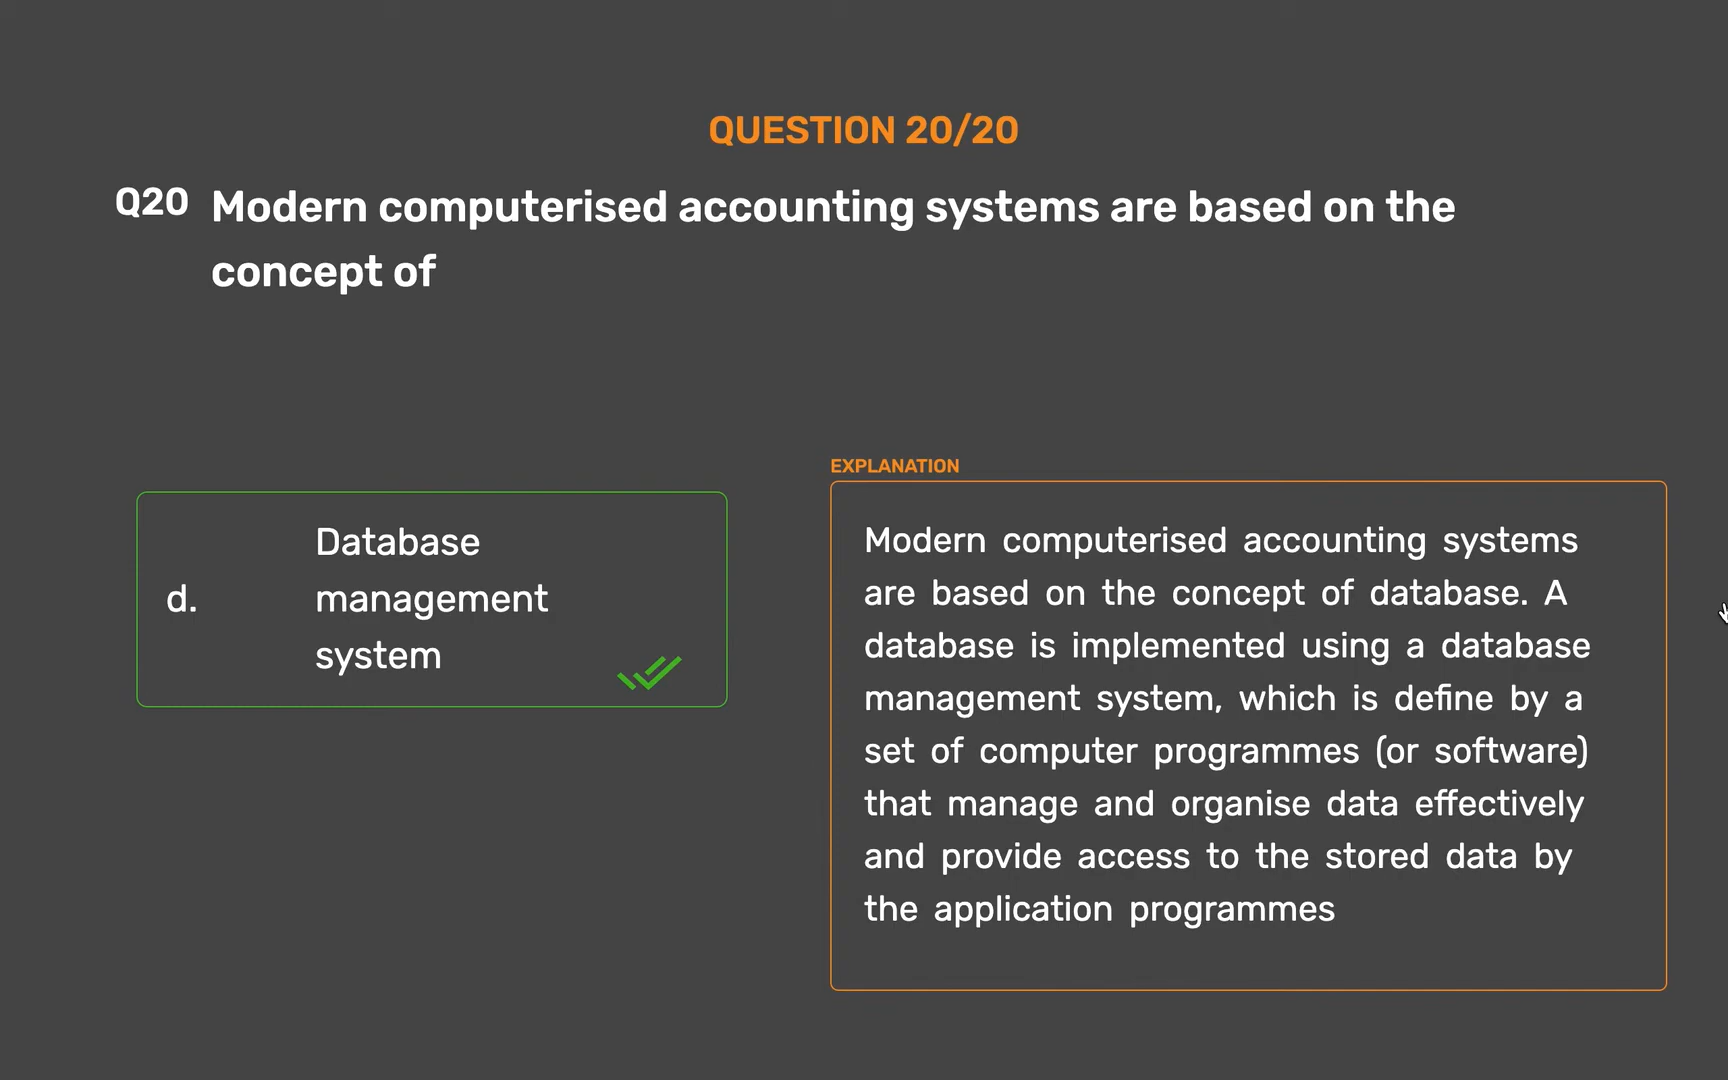 QUESTION 20/20
Q20 Modern computerised accounting systems are based on the
concept of
d.
Database
management
system
EXPLANATION
Modern computerised accounting systems
are based on the concept of database. A
database is implemented using a database
management system, which is define by a
set of computer programmes (or software)
that manage and organise data effectively
and provide access to the stored data by
the application programmes